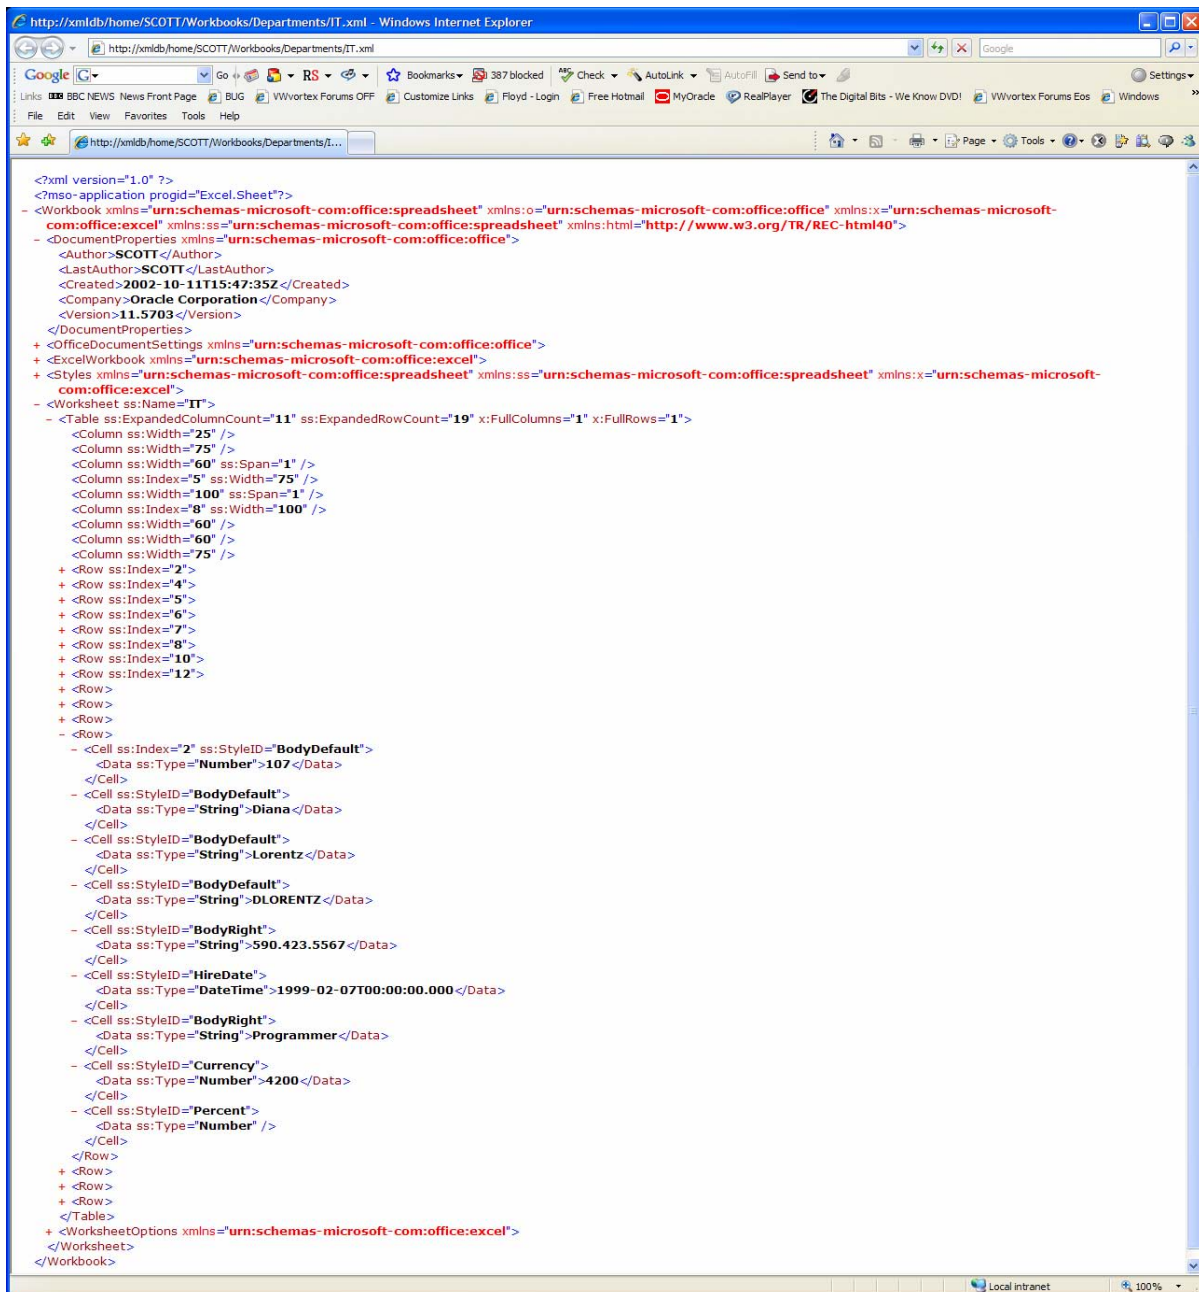 http://xmldb/home/SCOTT/Workbooks/Departments/IT.xml - Windows Internet Explorer
http://xmldb/home/SCOTT/Workbooks/Departments/IT.xml
Google
Google G Go RS Bookmarks 387 blocked ABC Check AutoLink AutoFill Send to Settings
Links BBC NEWS News Front Page BUG WWvortex Forums OFF Customize Links Floyd - Login Free Hotmail MyOracle RealPlayer The Digital Bits - We Know DVD! WWvortex Forums Eos Windows »
File Edit View Favorites Tools Help
http://xmldb/home/SCOTT/Workbooks/Departments/I... Page Tools
<?xml version="1.0" ?>
<?mso-application progid="Excel.Sheet"?>
- <Workbook xmlns="urn:schemas-microsoft-com:office:spreadsheet" xmlns:o="urn:schemas-microsoft-com:office:office" xmlns:x="urn:schemas-microsoft-
com:office:excel" xmlns:ss="urn:schemas-microsoft-com:office:spreadsheet" xmlns:html="http://www.w3.org/TR/REC-html40">
- <DocumentProperties xmlns="urn:schemas-microsoft-com:office:office">
<Author>SCOTT</Author>
<LastAuthor>SCOTT</LastAuthor>
<Created>2002-10-11T15:47:35Z</Created>
<Company>Oracle Corporation</Company>
<Version>11.5703</Version>
</DocumentProperties>
+ <OfficeDocumentSettings xmlns="urn:schemas-microsoft-com:office:office">
+ <ExcelWorkbook xmlns="urn:schemas-microsoft-com:office:excel">
+ <Styles xmlns="urn:schemas-microsoft-com:office:spreadsheet" xmlns:ss="urn:schemas-microsoft-com:office:spreadsheet" xmlns:x="urn:schemas-microsoft-
com:office:excel">
- <Worksheet ss:Name="IT">
- <Table ss:ExpandedColumnCount="11" ss:ExpandedRowCount="19" x:FullColumns="1" x:FullRows="1">
<Column ss:Width="25" />
<Column ss:Width="75" />
<Column ss:Width="60" ss:Span="1" />
<Column ss:Index="5" ss:Width="75" />
<Column ss:Width="100" ss:Span="1" />
<Column ss:Index="8" ss:Width="100" />
<Column ss:Width="60" />
<Column ss:Width="60" />
<Column ss:Width="75" />
+ <Row ss:Index="2">
+ <Row ss:Index="4">
+ <Row ss:Index="5">
+ <Row ss:Index="6">
+ <Row ss:Index="7">
+ <Row ss:Index="8">
+ <Row ss:Index="10">
+ <Row ss:Index="12">
+ <Row>
+ <Row>
+ <Row>
- <Row>
- <Cell ss:Index="2" ss:StyleID="BodyDefault">
<Data ss:Type="Number">107</Data>
</Cell>
- <Cell ss:StyleID="BodyDefault">
<Data ss:Type="String">Diana</Data>
</Cell>
- <Cell ss:StyleID="BodyDefault">
<Data ss:Type="String">Lorentz</Data>
</Cell>
- <Cell ss:StyleID="BodyDefault">
<Data ss:Type="String">DLORENTZ</Data>
</Cell>
- <Cell ss:StyleID="BodyRight">
<Data ss:Type="String">590.423.5567</Data>
</Cell>
- <Cell ss:StyleID="HireDate">
<Data ss:Type="DateTime">1999-02-07T00:00:00.000</Data>
</Cell>
- <Cell ss:StyleID="BodyRight">
<Data ss:Type="String">Programmer</Data>
</Cell>
- <Cell ss:StyleID="Currency">
<Data ss:Type="Number">4200</Data>
</Cell>
- <Cell ss:StyleID="Percent">
<Data ss:Type="Number" />
</Cell>
</Row>
+ <Row>
+ <Row>
+ <Row>
</Table>
+ <WorksheetOptions xmlns="urn:schemas-microsoft-com:office:excel">
</Worksheet>
</Workbook>
Local intranet 100%